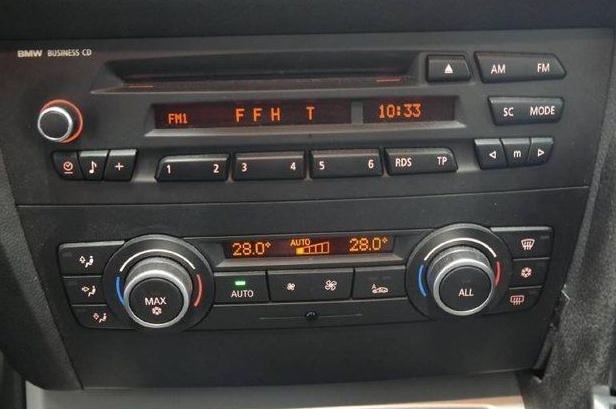 BMW BUSINESS CD
AM FM
FM1 FFH T 10:33
SC MODE
1 2 3 4 5 6 RDS TP
m
28.0° AUTO 28.0°
MAX AUTO ALL